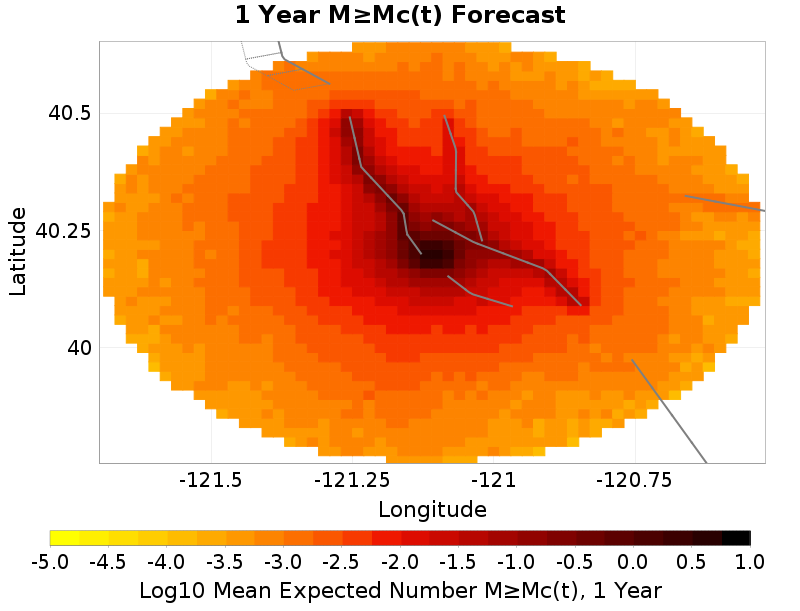 1 Year M≥Mc(t) Forecast
40.5
40.25
40
Latitude
-121.5 -121.25 -121 -120.75
Longitude
-5.0 -4.5 -4.0 -3.5 -3.0 -2.5 -2.0 -1.5 -1.0 -0.5 0.0 0.5 1.0
Log10 Mean Expected Number M≥Mc(t), 1 Year